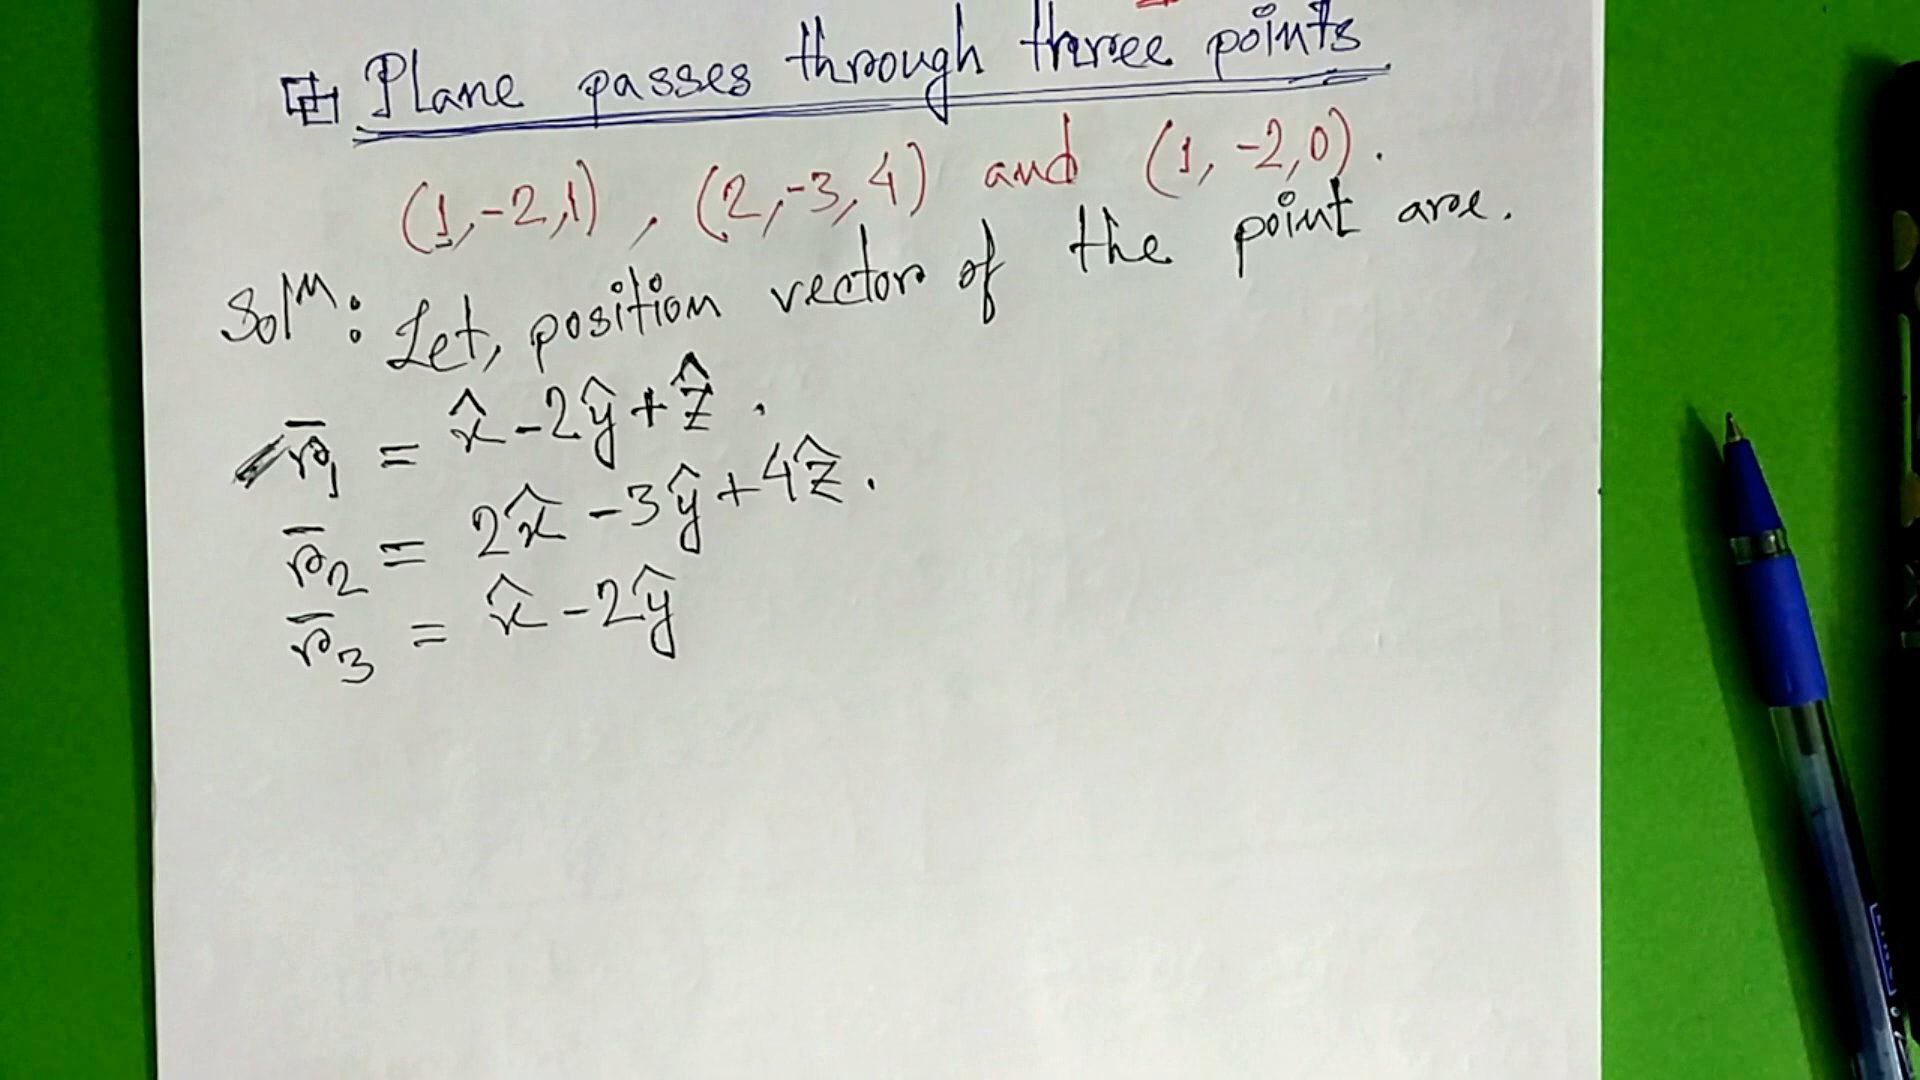 Plane passes through three points
(1,-2,1), (2,-3,4) and (1,-2,0).
Solⁿ: Let, position vector of the point are.
r̅₁ = x̂ - 2ŷ + ẑ.
r̅₂ = 2x̂ - 3ŷ + 4ẑ.
r̅₃ = x̂ - 2ŷ